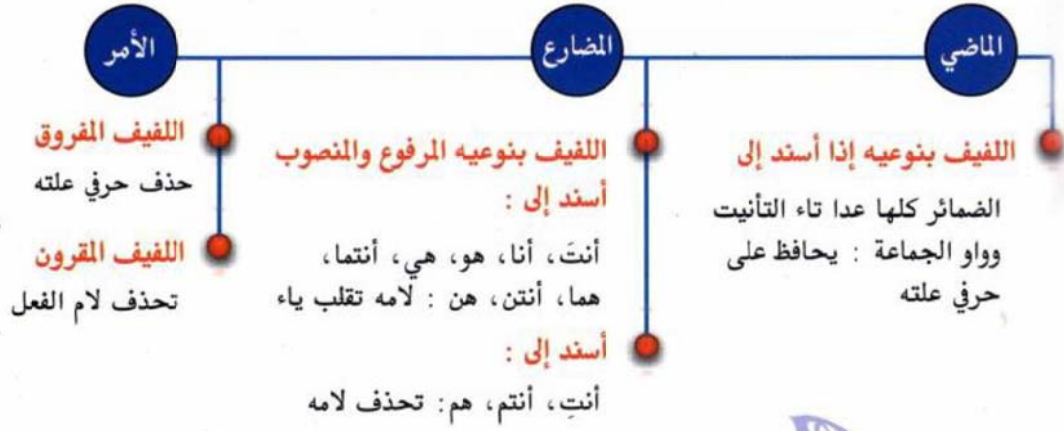 الماضي
اللفيف بنوعيه إذا أسند إلى
الضمائر كلها عدا تاء التأنيت
وواو الجماعة : يحافظ على
حرفي علته
المضارع
اللفيف بنوعيه المرفوع والمنصوب
أسند إلى :
أنتَ، أنا، هو، هي، أنتما،
هما، أنتن، هن : لامه تقلب ياء
أسند إلى :
أنتِ، أنتم، هم: تحذف لامه
الأمر
اللفيف المفروق
حذف حرفي علته
اللفيف المقرون
تحذف لام الفعل